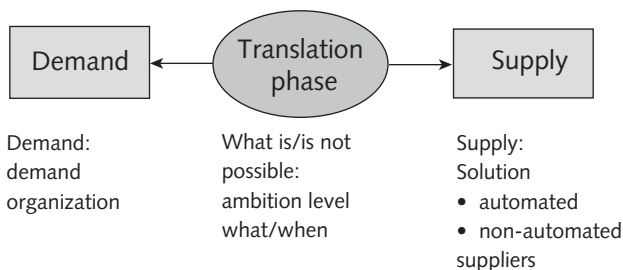 Demand
Translation
phase
Supply
Demand:
demand
organization
What is/is not
possible:
ambition level
what/when
Supply:
Solution
• automated
• non-automated
suppliers